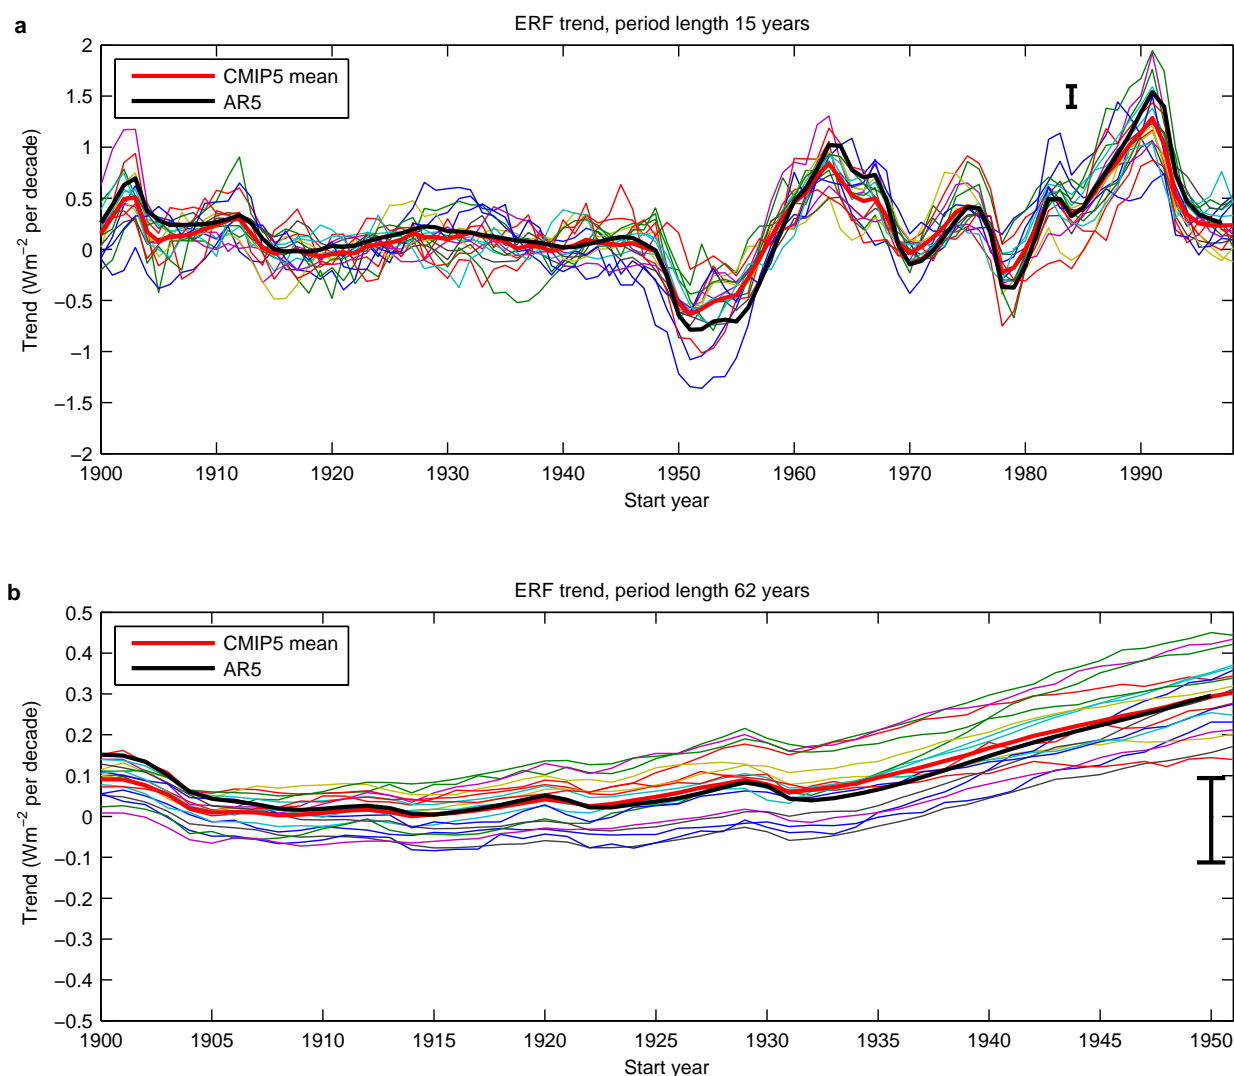 a
ERF trend, period length 15 years
CMIP5 mean
AR5
Trend (Wm−2 per decade)
2
1.5
1
0.5
0
−0.5
−1
−1.5
−2
1900 1910 1920 1930 1940 1950 1960 1970 1980 1990
Start year
b
ERF trend, period length 62 years
CMIP5 mean
AR5
Trend (Wm−2 per decade)
0.5
0.4
0.3
0.2
0.1
0
−0.1
−0.2
−0.3
−0.4
−0.5
1900 1905 1910 1915 1920 1925 1930 1935 1940 1945 1950
Start year